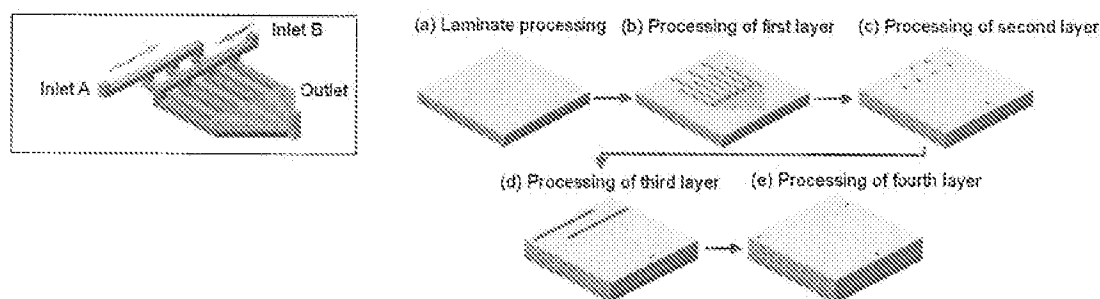 Inlet B
Inlet A
Outlet
(a) Laminate processing
(b) Processing of first layer
(c) Processing of second layer
(d) Processing of third layer
(e) Processing of fourth layer